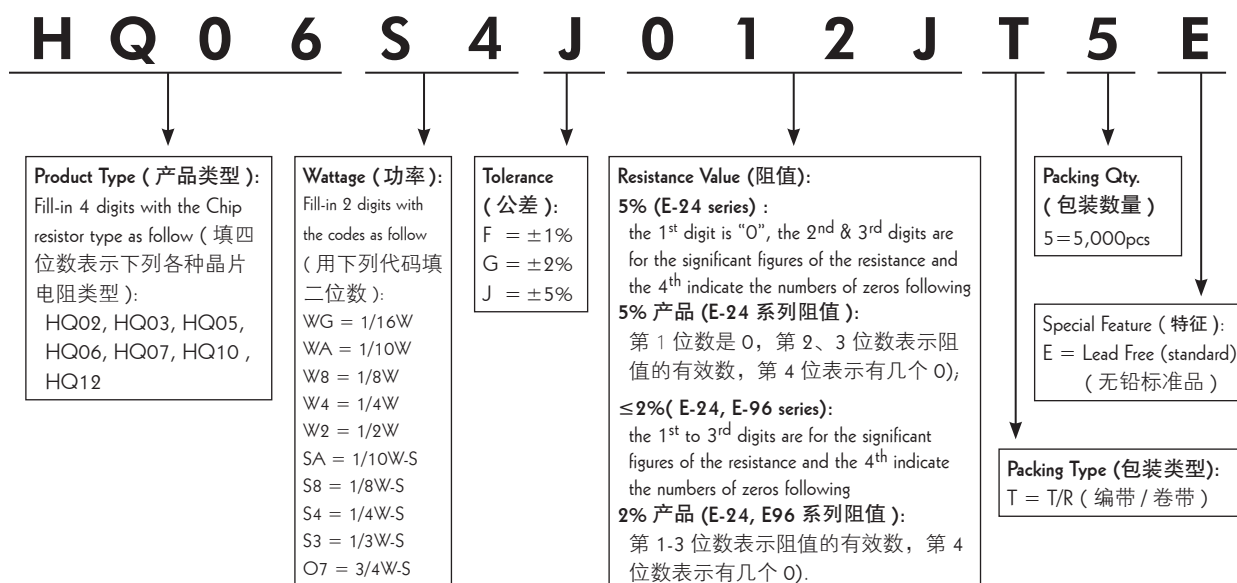 H Q 0 6 S 4 J 0 1 2 J T 5 E
Product Type ( 产品类型 ):
Fill-in 4 digits with the Chip
resistor type as follow ( 填四
位数表示下列各种晶片
电阻类型 ):
HQ02, HQ03, HQ05,
HQ06, HQ07, HQ10 ,
HQ12
Wattage ( 功率 ):
Fill-in 2 digits with
the codes as follow
( 用下列代码填
二位数 ):
WG = 1/16W
WA = 1/10W
W8 = 1/8W
W4 = 1/4W
W2 = 1/2W
SA = 1/10W-S
S8 = 1/8W-S
S4 = 1/4W-S
S3 = 1/3W-S
O7 = 3/4W-S
Tolerance
( 公差 ):
F = ±1%
G = ±2%
J = ±5%
Resistance Value (阻值):
5% (E-24 series) :
the 1st digit is “0”, the 2nd & 3rd digits are
for the significant figures of the resistance and
the 4th indicate the numbers of zeros following
5% 产品 (E-24 系列阻值 ):
第 1 位数是 0，第 2、3 位数表示阻
值的有效数，第 4 位表示有几个 0);
≤2%( E-24, E-96 series):
the 1st to 3rd digits are for the significant
figures of the resistance and the 4th indicate
the numbers of zeros following
2% 产品 (E-24, E96 系列阻值 ):
第 1-3 位数表示阻值的有效数，第 4
位数表示有几个 0).
Packing Qty.
( 包装数量 )
5=5,000pcs
Special Feature ( 特征 ):
E = Lead Free (standard)
( 无铅标准品 )
Packing Type (包装类型):
T = T/R ( 编带 / 卷带 )